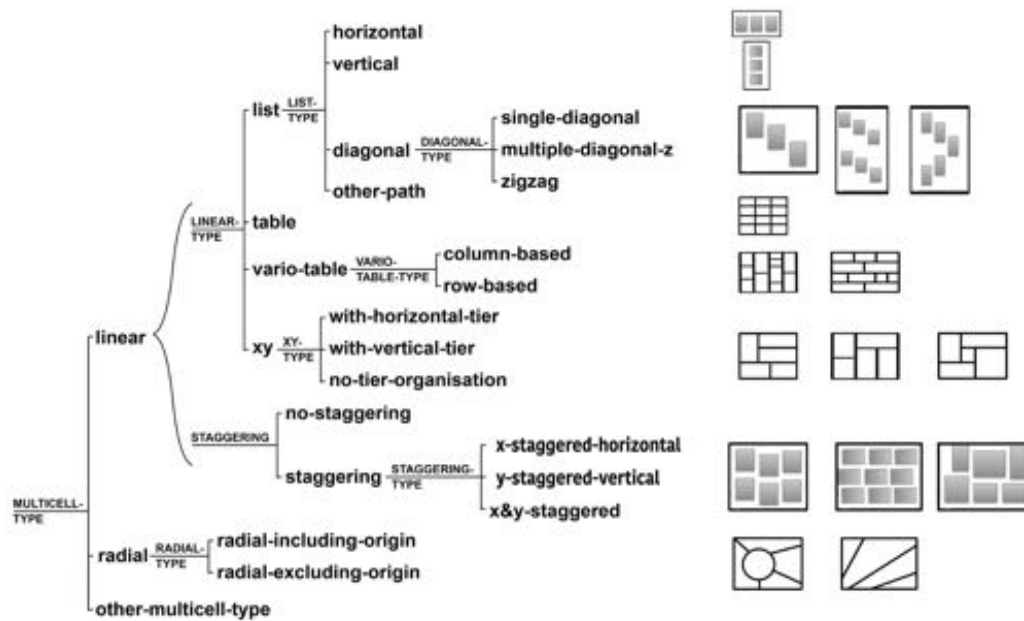 horizontal
vertical
list
LIST-
TYPE
single-diagonal
diagonal
DIAGONAL-
TYPE
multiple-diagonal-z
zigzag
other-path
LINEAR-
TYPE
table
column-based
vario-table
VARIO-
TABLE-TYPE
row-based
with-horizontal-tier
linear
xy
XY-
TYPE
with-vertical-tier
no-tier-organisation
no-staggering
STAGGERING
x-staggered-horizontal
staggering
STAGGERING-
TYPE
y-staggered-vertical
x&y-staggered
MULTICELL-
TYPE
radial-including-origin
radial
RADIAL-
TYPE
radial-excluding-origin
other-multicell-type